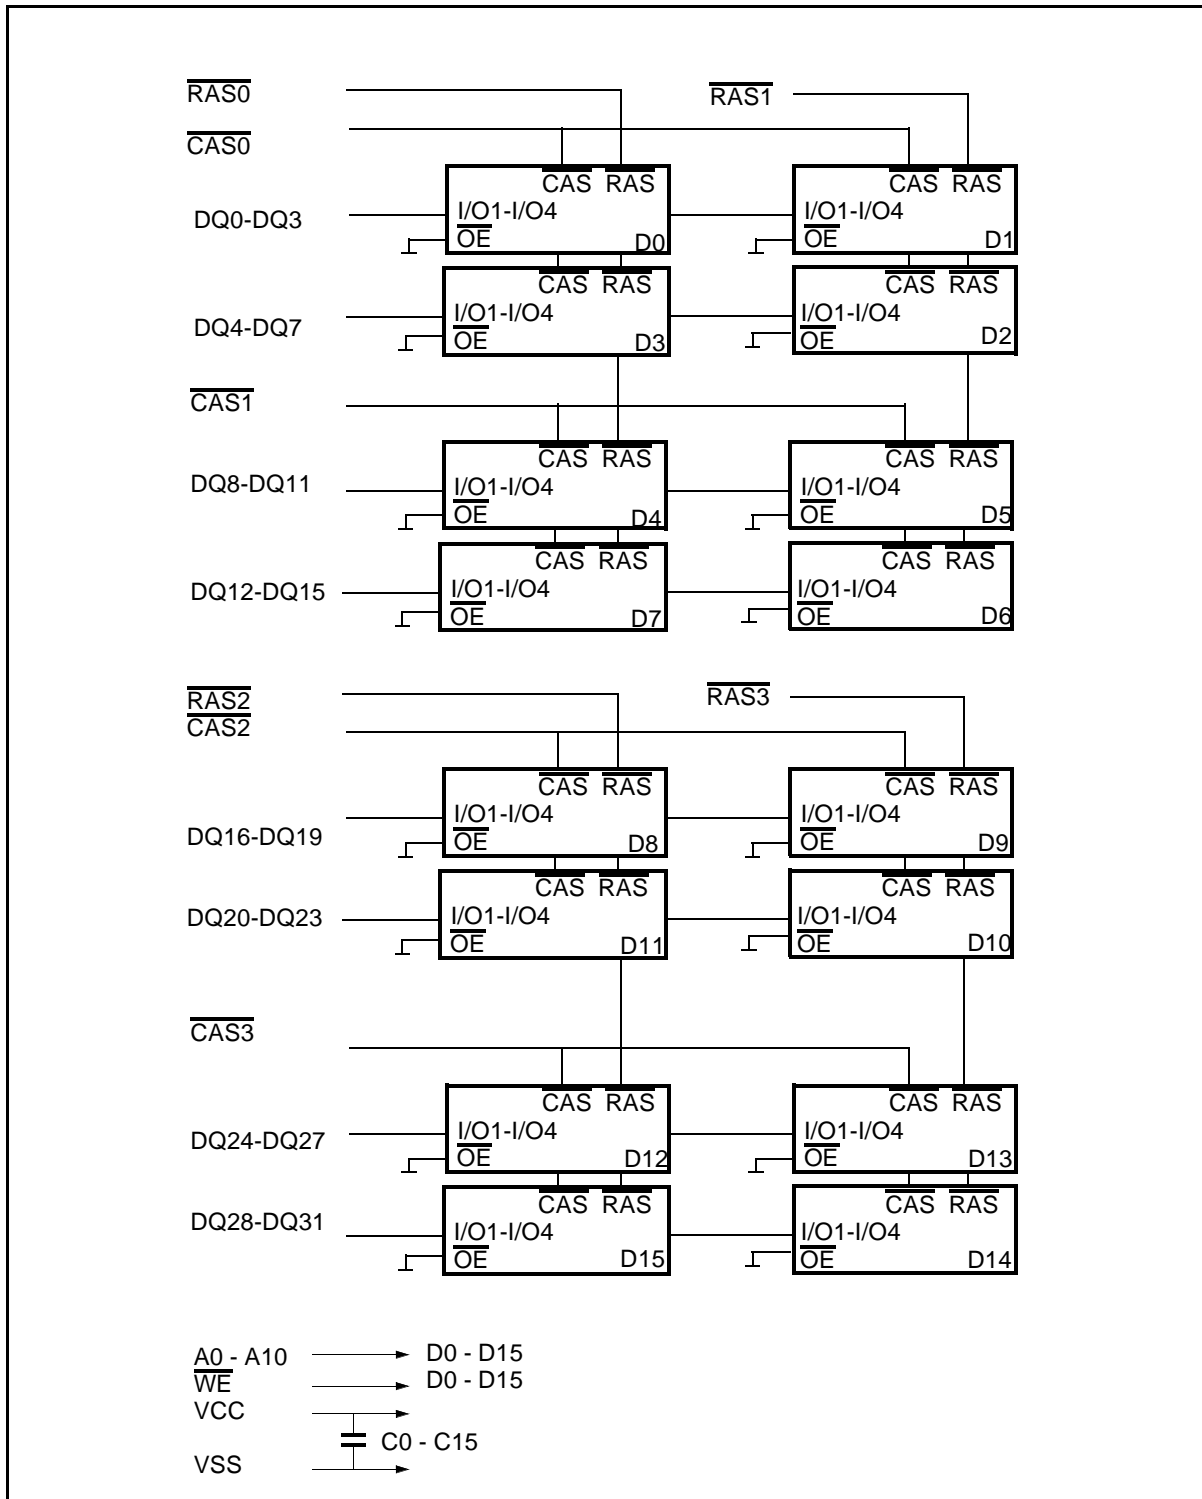 RAS0
RAS1
CAS0
CAS RAS
CAS RAS
DQ0-DQ3
I/O1-I/O4
OE
D0
I/O1-I/O4
OE
D1
CAS RAS
CAS RAS
DQ4-DQ7
I/O1-I/O4
OE
D3
I/O1-I/O4
OE
D2
CAS1
CAS RAS
CAS RAS
DQ8-DQ11
I/O1-I/O4
OE
D4
I/O1-I/O4
OE
D5
CAS RAS
CAS RAS
DQ12-DQ15
I/O1-I/O4
OE
D7
I/O1-I/O4
OE
D6
RAS2
RAS3
CAS2
CAS RAS
CAS RAS
DQ16-DQ19
I/O1-I/O4
OE
D8
I/O1-I/O4
OE
D9
CAS RAS
CAS RAS
DQ20-DQ23
I/O1-I/O4
OE
D11
I/O1-I/O4
OE
D10
CAS3
CAS RAS
CAS RAS
DQ24-DQ27
I/O1-I/O4
OE
D12
I/O1-I/O4
OE
D13
CAS RAS
CAS RAS
DQ28-DQ31
I/O1-I/O4
OE
D15
I/O1-I/O4
OE
D14
A0 - A10 D0 - D15
WE D0 - D15
VCC
C0 - C15
VSS